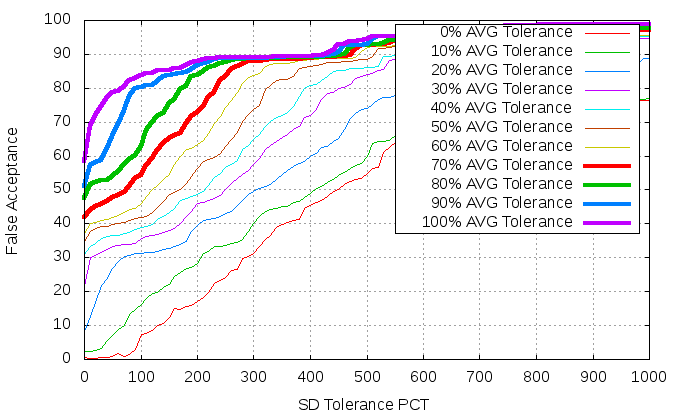 100
90
80
70
60
50
40
30
20
10
0
False Acceptance
0% AVG Tolerance
10% AVG Tolerance
20% AVG Tolerance
30% AVG Tolerance
40% AVG Tolerance
50% AVG Tolerance
60% AVG Tolerance
70% AVG Tolerance
80% AVG Tolerance
90% AVG Tolerance
100% AVG Tolerance
0 100 200 300 400 500 600 700 800 900 1000
SD Tolerance PCT